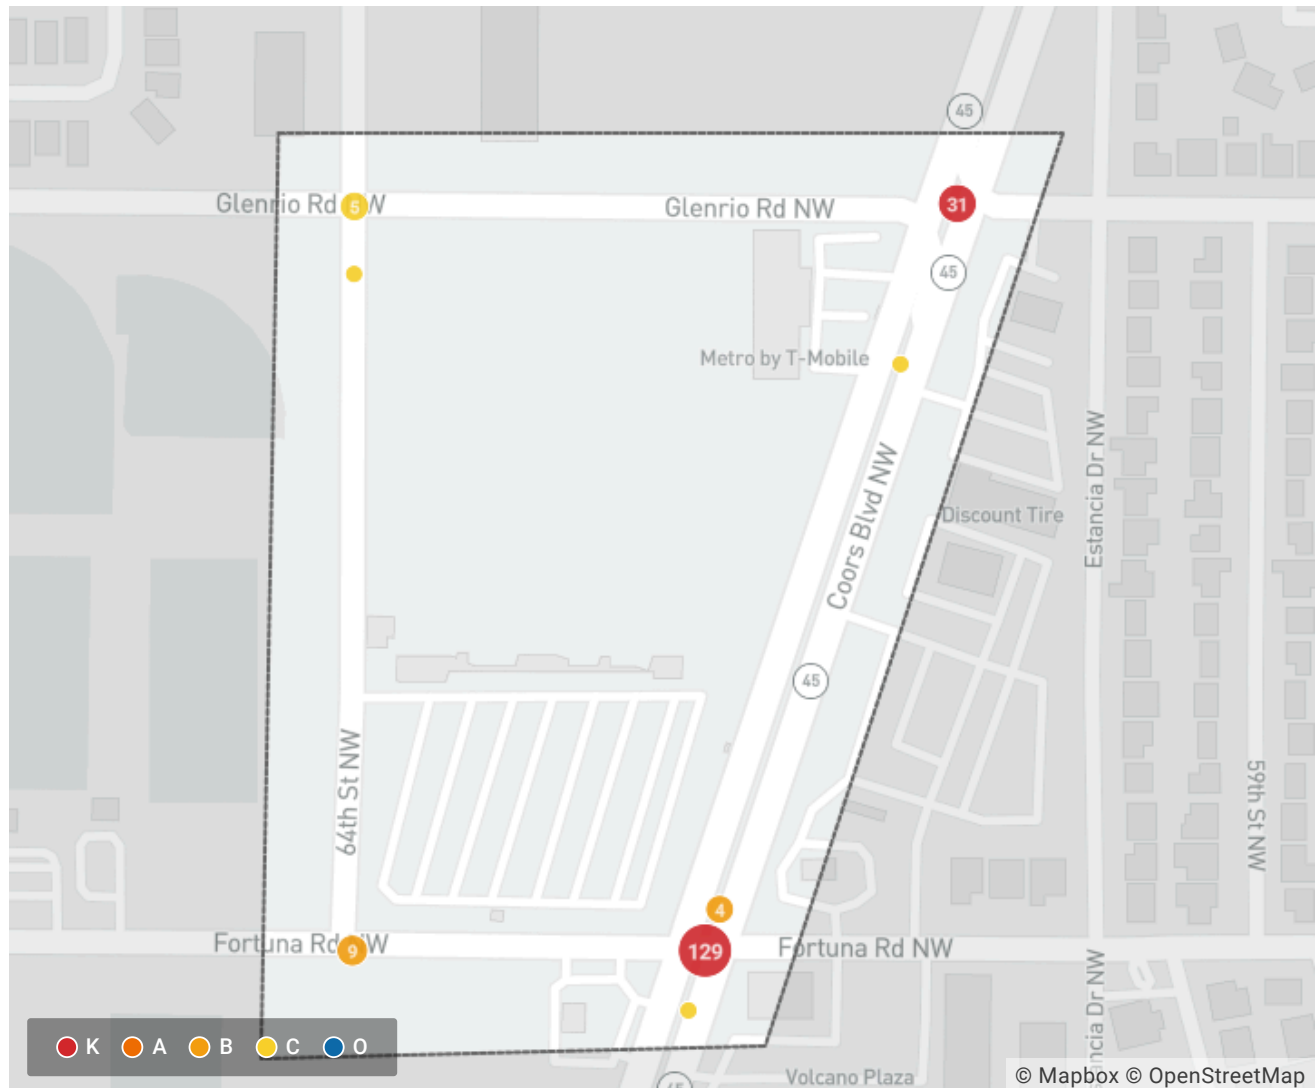 45
Glenrio Rd NW
5
Glenrio Rd NW
31
45
Metro by T-Mobile
Coors Blvd NW
Discount Tire
Estancia Dr NW
45
64th St NW
59th St NW
4
Fortuna Rd NW
9
129
Fortuna Rd NW
ancia Dr NW
K A B C O
45
Volcano Plaza
© Mapbox © OpenStreetMap